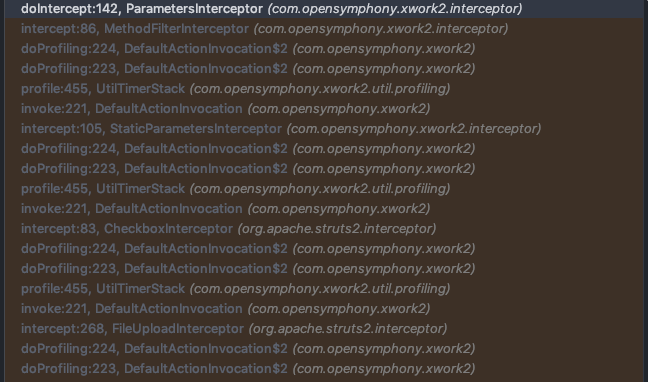 doIntercept:142, ParametersInterceptor (com.opensymphony.xwork2.interceptor)
intercept:86, MethodFilterInterceptor (com.opensymphony.xwork2.interceptor)
doProfiling:224, DefaultActionInvocation$2 (com.opensymphony.xwork2)
doProfiling:223, DefaultActionInvocation$2 (com.opensymphony.xwork2)
profile:455, UtilTimerStack (com.opensymphony.xwork2.util.profiling)
invoke:221, DefaultActionInvocation (com.opensymphony.xwork2)
intercept:105, StaticParametersInterceptor (com.opensymphony.xwork2.interceptor)
doProfiling:224, DefaultActionInvocation$2 (com.opensymphony.xwork2)
doProfiling:223, DefaultActionInvocation$2 (com.opensymphony.xwork2)
profile:455, UtilTimerStack (com.opensymphony.xwork2.util.profiling)
invoke:221, DefaultActionInvocation (com.opensymphony.xwork2)
intercept:83, CheckboxInterceptor (org.apache.struts2.interceptor)
doProfiling:224, DefaultActionInvocation$2 (com.opensymphony.xwork2)
doProfiling:223, DefaultActionInvocation$2 (com.opensymphony.xwork2)
profile:455, UtilTimerStack (com.opensymphony.xwork2.util.profiling)
invoke:221, DefaultActionInvocation (com.opensymphony.xwork2)
intercept:268, FileUploadInterceptor (org.apache.struts2.interceptor)
doProfiling:224, DefaultActionInvocation$2 (com.opensymphony.xwork2)
doProfiling:223, DefaultActionInvocation$2 (com.opensymphony.xwork2)